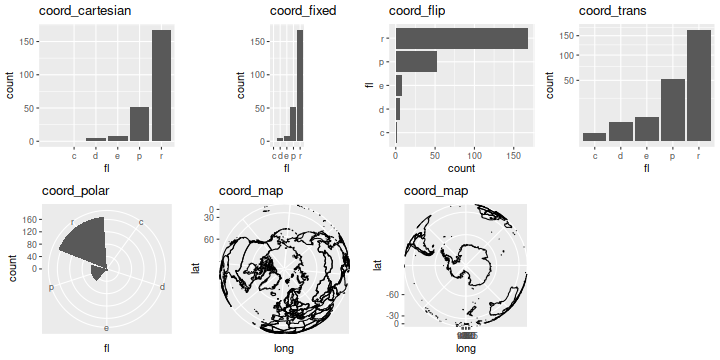 coord_cartesian
coord_fixed
coord_flip
coord_trans
count
150
100
50
0
c d e p r
fl
count
150
100
50
0
c d e p r
fl
fl
r
p
e
d
c
0 50 100 150
count
count
150
100
50
c d e p r
fl
coord_polar
coord_map
coord_map
count
160
120
80
40
0
r c
p d
e
fl
lat
0
30
60
long
lat
-60
-30
0
long